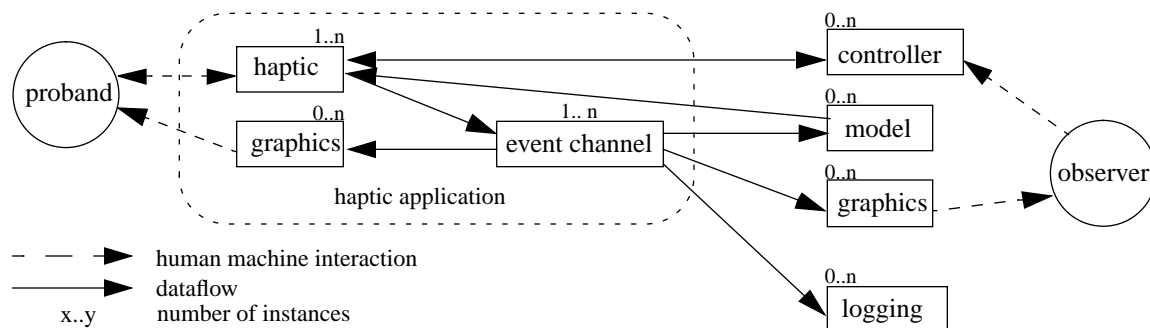 0..n
1..n
controller
haptic
proband
0..n
0..n
1.. n
model
graphics
event channel
0..n
observer
haptic application
graphics
human machine interaction
0..n
dataflow
x..y
number of instances
logging